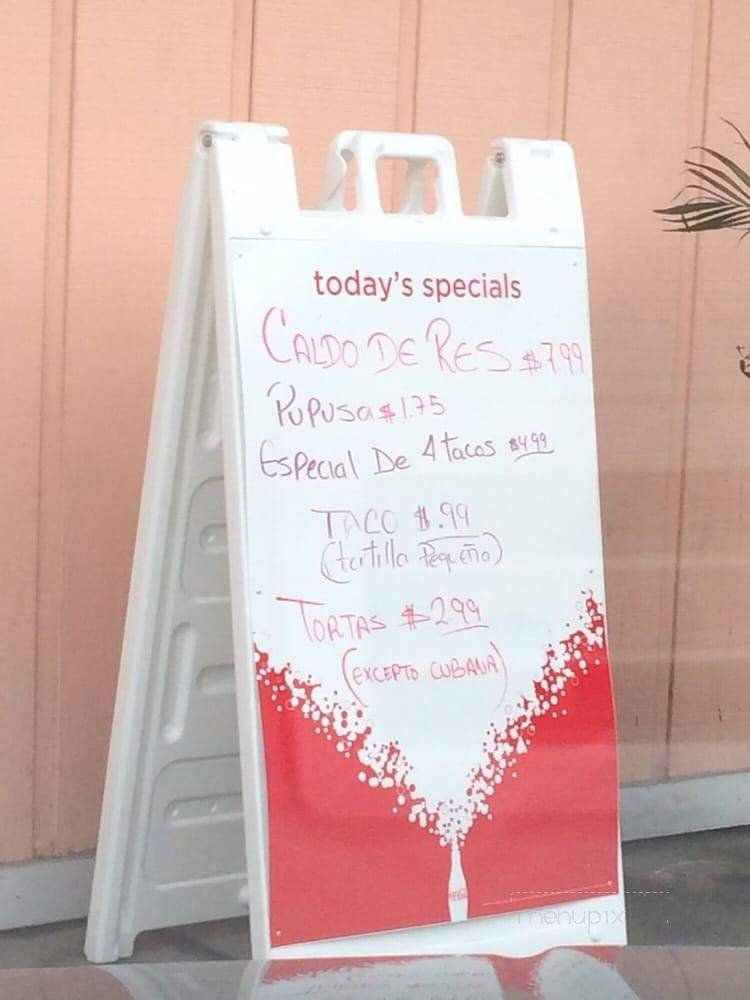 today's specials
CALDO DE RES $7.99
PUPUSa $1.75
ESPECIAL DE 4 tacos $4.99
TACO $.99
(tortilla Pequeña)
TORTAS $2.99
(EXCEPTO CUBANA)
menupix